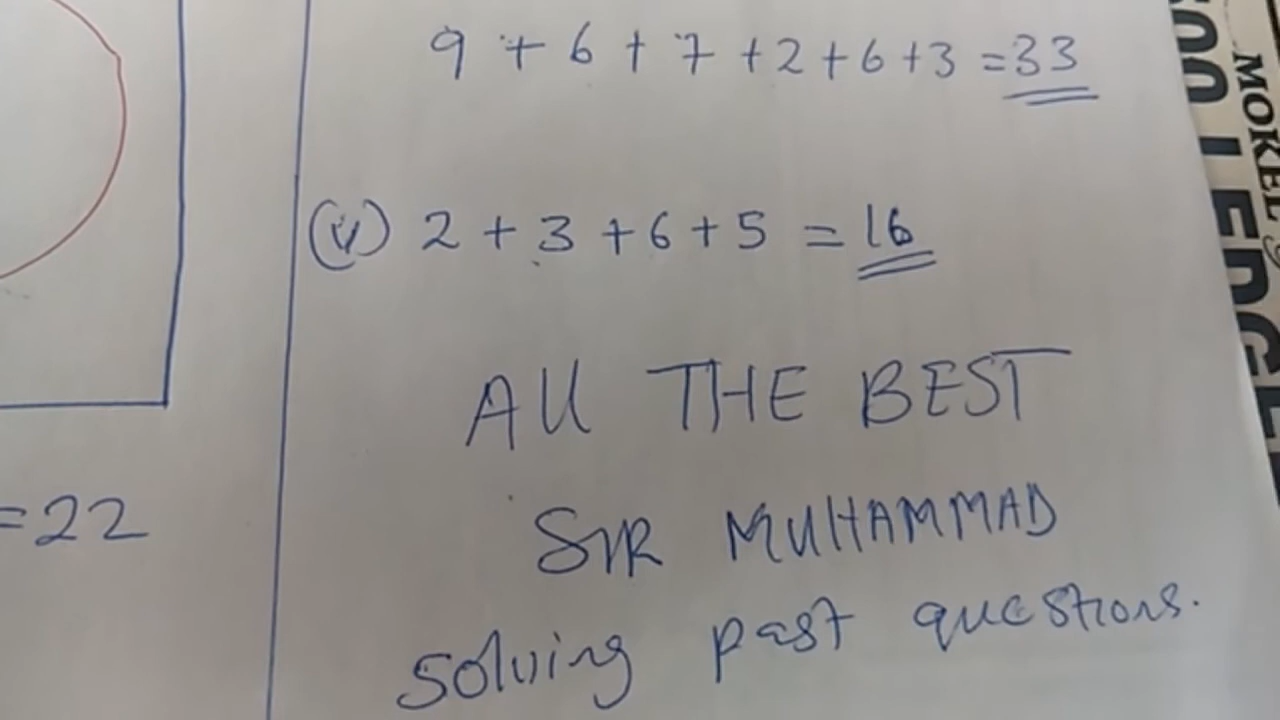 9 + 6 + 7 + 2 + 6 + 3 = 33
(v) 2 + 3 + 6 + 5 = 16
All THE BEST
SIR MUHAMMAD
solving past questions.
= 22
MOKEL